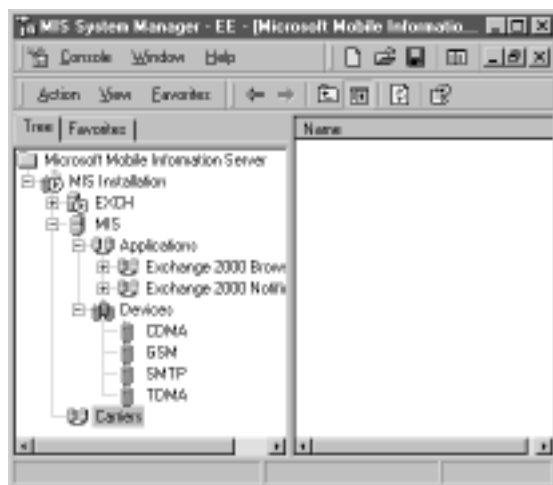 MIS System Manager - EE - [Microsoft Mobile Informatio...
Console Window Help
Action View Favorites
Tree Favorites
Name
Microsoft Mobile Information Server
MIS Installation
EXCH
MIS
Applications
Exchange 2000 Brows
Exchange 2000 Notifi
Devices
CDMA
GSM
SMTP
TDMA
Carriers